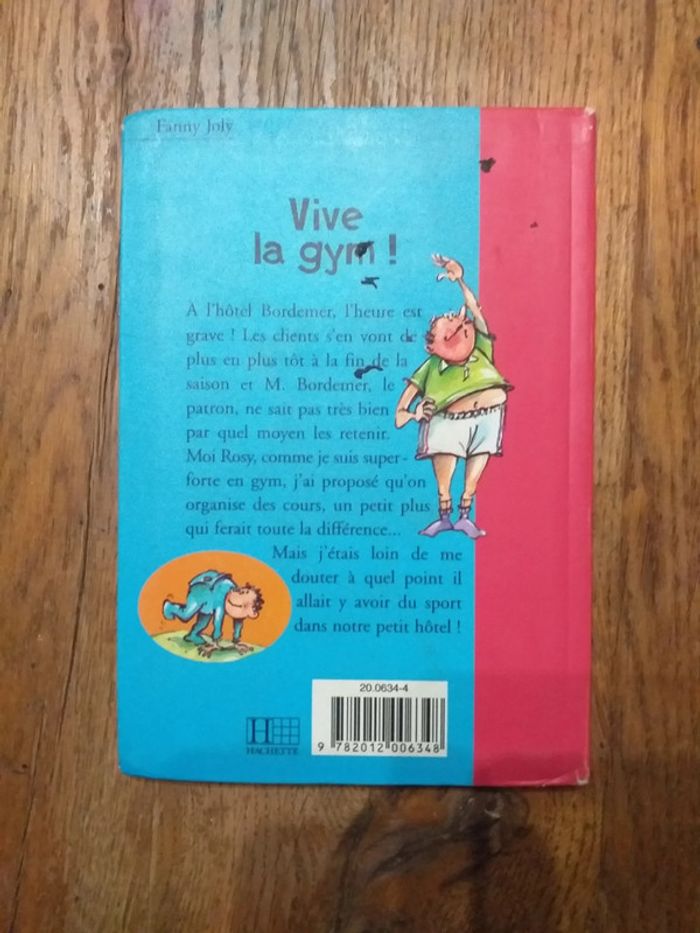 Fanny Joly
Vive
la gym !
À l'hôtel Bordemer, l'heure est
grave ! Les clients s'en vont de
plus en plus tôt à la fin de la
saison et M. Bordemer, le
patron, ne sait pas très bien
par quel moyen les retenir.
Moi Rosy, comme je suis super-
forte en gym, j'ai proposé qu'on
organise des cours, un petit plus
qui ferait toute la différence...
Mais j'étais loin de me
douter à quel point il
allait y avoir du sport
dans notre petit hôtel !
20.0634-4
H
HACHETTE
9 782012 006348